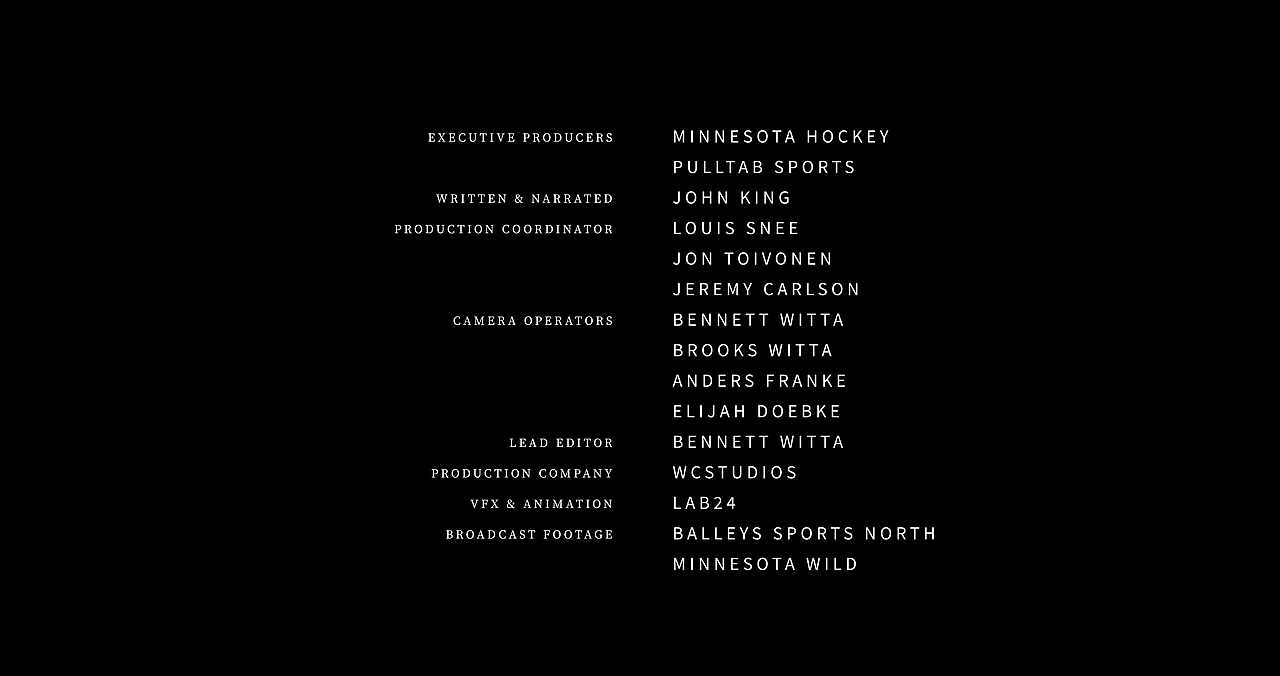 EXECUTIVE PRODUCERS MINNESOTA HOCKEY
PULLTAB SPORTS
WRITTEN & NARRATED JOHN KING
PRODUCTION COORDINATOR LOUIS SNEE
JON TOIVONEN
JEREMY CARLSON
CAMERA OPERATORS BENNETT WITTA
BROOKS WITTA
ANDERS FRANKE
ELIJAH DOEBKE
LEAD EDITOR BENNETT WITTA
PRODUCTION COMPANY WCSTUDIOS
VFX & ANIMATION LAB24
BROADCAST FOOTAGE BALLEYS SPORTS NORTH
MINNESOTA WILD